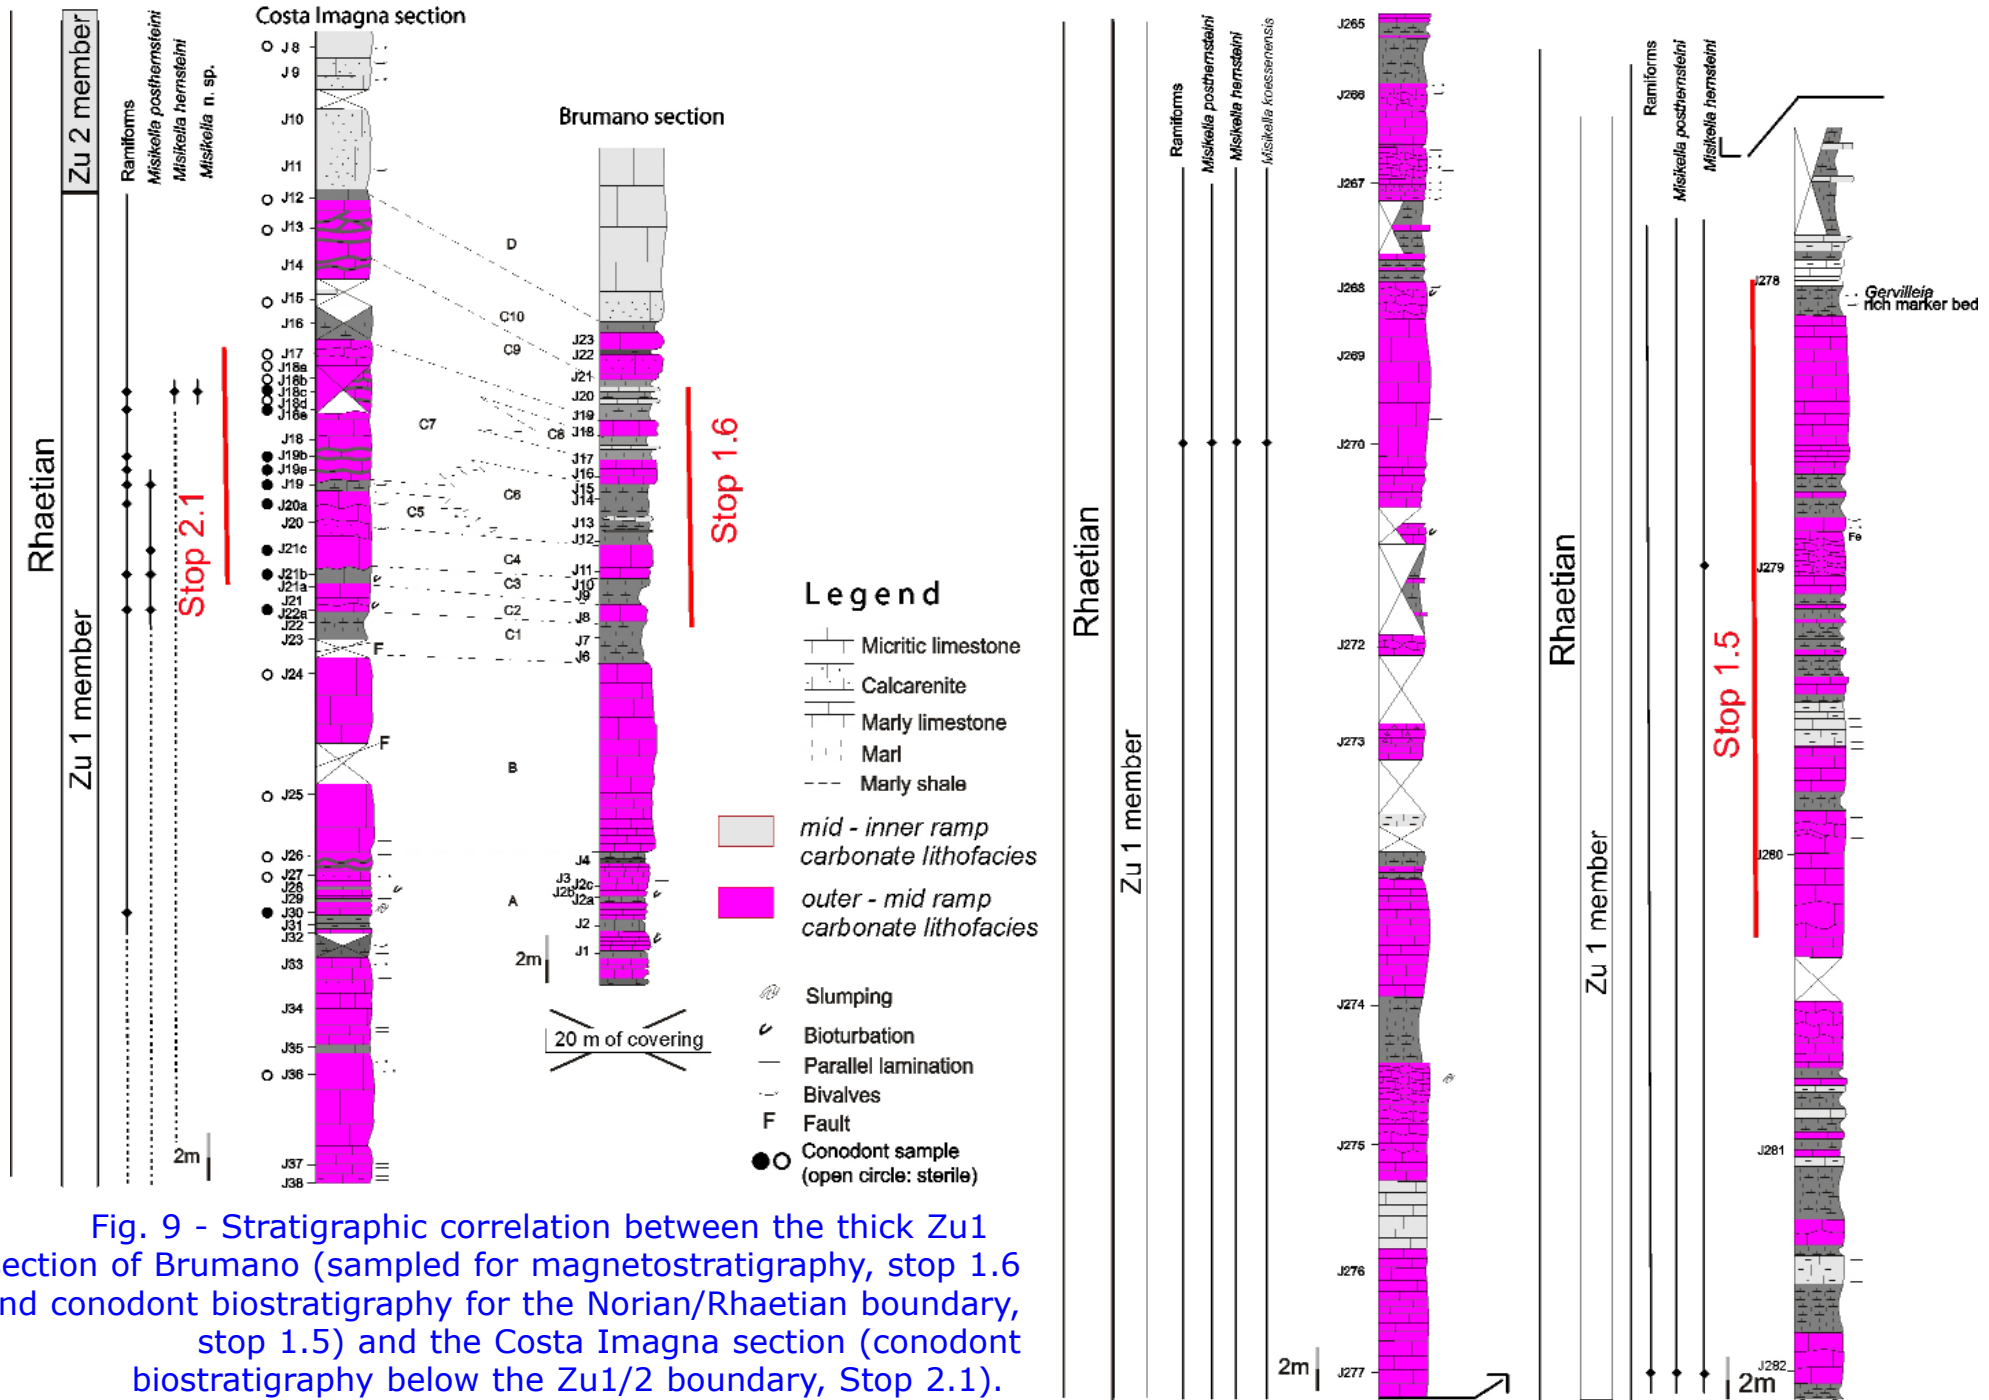 Costa Imagna section
Zu 2 member
Ramiforms
Misikella posthernsteini
Misikella hernsteini
Misikella n. sp.
Rhaetian
Zu 1 member
Stop 2.1
J8
J9
J10
J11
J12
J13
J14
J15
J16
J17
J18a
J18b
J18c
J18d
J18e
J18
J19b
J19a
J19
J20a
J20
J21c
J21b
J21a
J21
J22a
J22
J23
F
J24
F
J25
J26
J27
J28
J29
J30
J31
J32
J33
J34
J35
J36
J37
J38
2m
D
C10
C9
C7
C8
C6
C5
C4
C3
C2
C1
B
A
Brumano section
J23
J22
J21
J20
J19
J18
J17
J16
J15
J14
J13
J12
J11
J10
J9
J8
J7
J6
J4
J3
J2c
J2b
J2a
J2
J1
2m
Stop 1.6
20 m of covering
Legend
Micritic limestone
Calcarenite
Marly limestone
Marl
Marly shale
mid - inner ramp
carbonate lithofacies
outer - mid ramp
carbonate lithofacies
Slumping
Bioturbation
Parallel lamination
Bivalves
F Fault
Conodont sample
(open circle: sterile)
Rhaetian
Zu 1 member
Ramiforms
Misikella posthernsteini
Misikella hernsteini
Misikella koessenensis
J265
J266
J267
J268
J269
J270
J272
J273
J274
J275
J276
J277
2m
Rhaetian
Zu 1 member
Ramiforms
Misikella posthernsteini
Misikella hernsteini
Stop 1.5
J278
Gervilleia
rich marker bed
Fe
J279
J280
J281
J282
2m
Fig. 9 - Stratigraphic correlation between the thick Zu1
ection of Brumano (sampled for magnetostratigraphy, stop 1.6
nd conodont biostratigraphy for the Norian/Rhaetian boundary,
stop 1.5) and the Costa Imagna section (conodont
biostratigraphy below the Zu1/2 boundary, Stop 2.1).